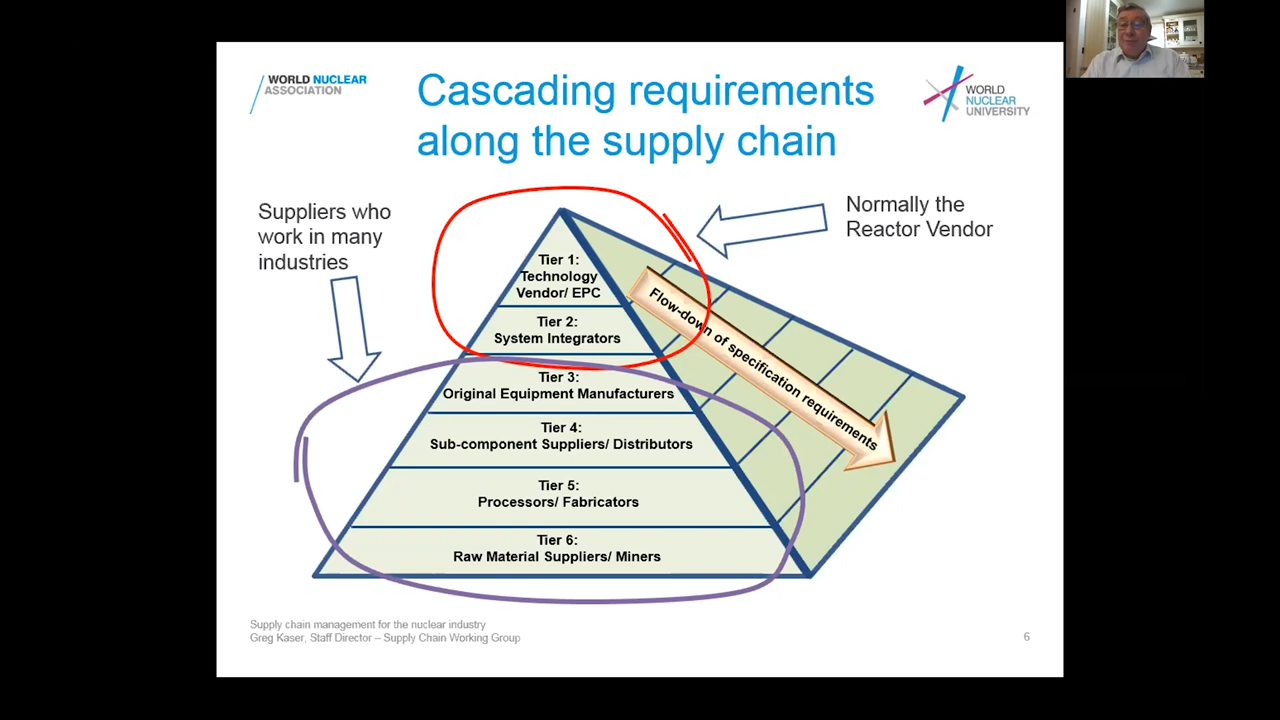 WORLD NUCLEAR
ASSOCIATION
Cascading requirements
along the supply chain
WORLD
NUCLEAR
UNIVERSITY
Suppliers who
work in many
industries
Normally the
Reactor Vendor
Tier 1:
Technology
Vendor/ EPC
Tier 2:
System Integrators
Tier 3:
Original Equipment Manufacturers
Tier 4:
Sub-component Suppliers/ Distributors
Tier 5:
Processors/ Fabricators
Tier 6:
Raw Material Suppliers/ Miners
Flow-down of specification requirements
Supply chain management for the nuclear industry
Greg Kaser, Staff Director – Supply Chain Working Group
6